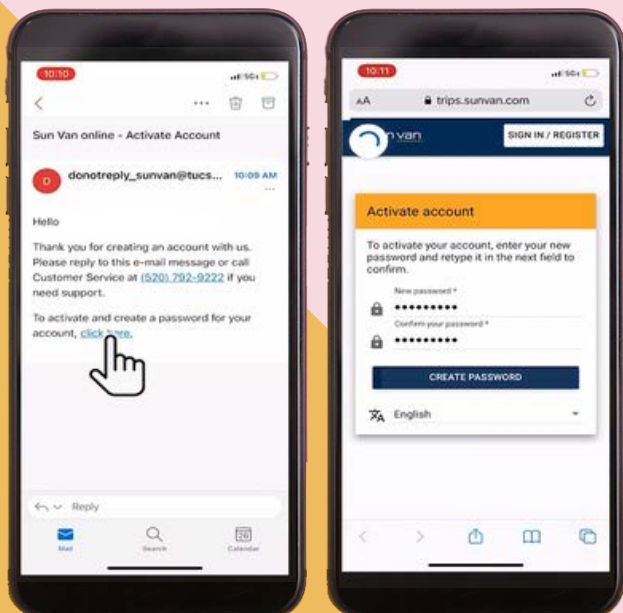 10:10
5G+
Sun Van online - Activate Account
D
donotreply_sunvan@tucs...
10:09 AM
Hello
Thank you for creating an account with us.
Please reply to this e-mail message or call
Customer Service at (520) 792-9222 if you
need support.
To activate and create a password for your
account, click here.
Reply
Mail
Search
26
Calendar
10:11
5G+
AA
trips.sunvan.com
van
SIGN IN / REGISTER
Activate account
To activate your account, enter your new
password and retype it in the next field to
confirm.
New password *
•••••••••
Confirm your password *
•••••••••
CREATE PASSWORD
English